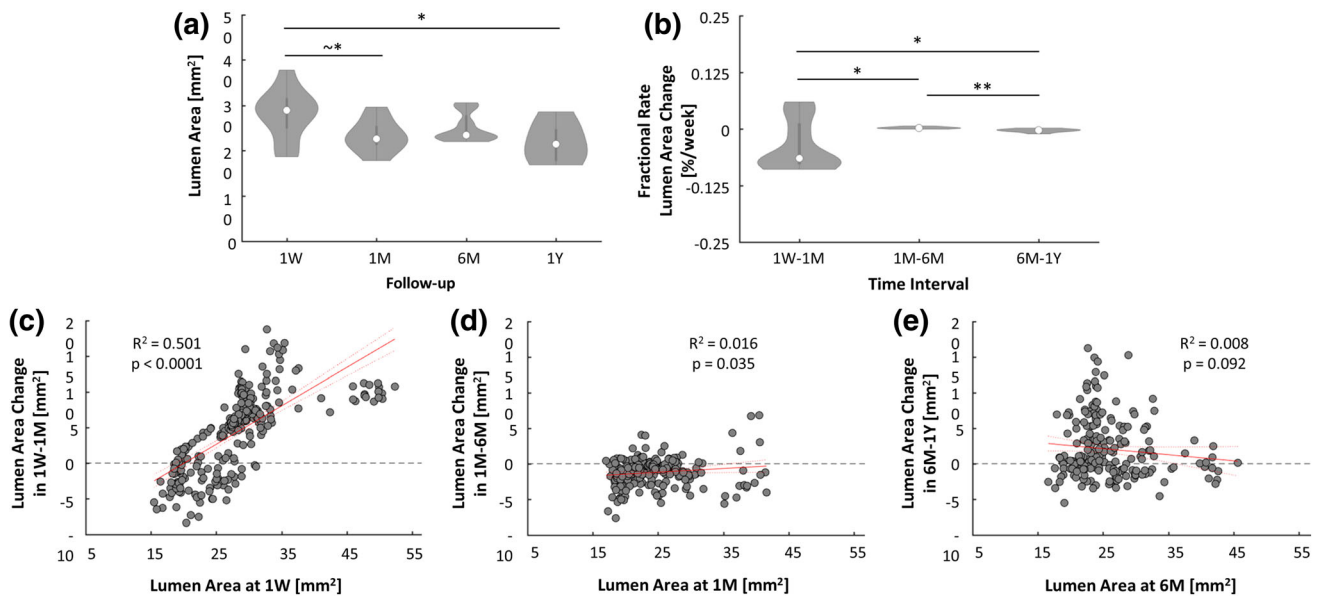 (a)
Lumen Area [mm²]
5
0
4
0
3
0
2
0
1
0
0
*
~*
1W 1M 6M 1Y
Follow-up
(b)
Fractional Rate
Lumen Area Change
[%/week]
0.25
0.125
0
-0.125
-0.25
*
*
**
1W-1M 1M-6M 6M-1Y
Time Interval
(c)
Lumen Area Change
in 1W-1M [mm²]
2
0
1
5
1
0
5
0
-5
-
10
R² = 0.501
p < 0.0001
5 15 25 35 45 55
Lumen Area at 1W [mm²]
(d)
Lumen Area Change
in 1M-6M [mm²]
2
0
1
5
1
0
5
0
-5
-
10
R² = 0.016
p = 0.035
5 15 25 35 45 55
Lumen Area at 1M [mm²]
(e)
Lumen Area Change
in 6M-1Y [mm²]
2
0
1
5
1
0
5
0
-5
-
10
R² = 0.008
p = 0.092
5 15 25 35 45 55
Lumen Area at 6M [mm²]